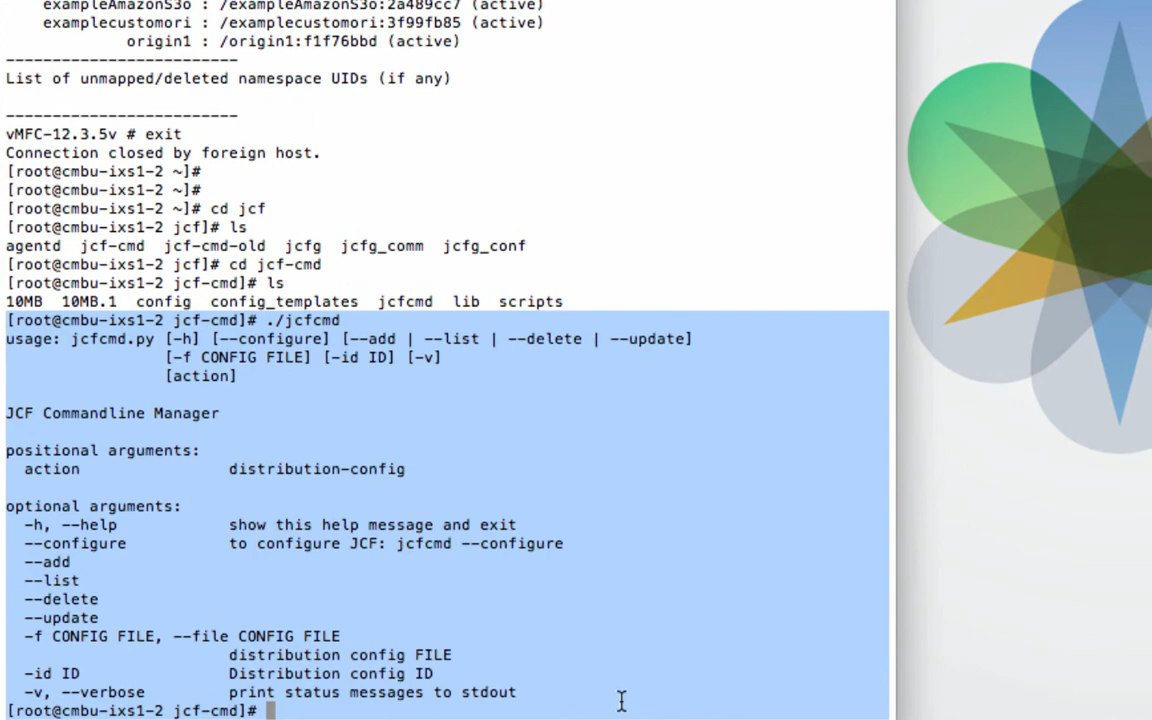 exampleAmazonS3o : /exampleAmazonS3o:2a489cc7 (active)
examplecustomori : /examplecustomori:3f99fb85 (active)
origin1 : /origin1:f1f76bbd (active)
-------------------------
List of unmapped/deleted namespace UIDs (if any)
-------------------------
vMFC-12.3.5v # exit
Connection closed by foreign host.
[root@cmbu-ixs1-2 ~]#
[root@cmbu-ixs1-2 ~]#
[root@cmbu-ixs1-2 ~]# cd jcf
[root@cmbu-ixs1-2 jcf]# ls
agentd  jcf-cmd  jcf-cmd-old  jcfg  jcfg_comm  jcfg_conf
[root@cmbu-ixs1-2 jcf]# cd jcf-cmd
[root@cmbu-ixs1-2 jcf-cmd]# ls
10MB  10MB.1  config  config_templates  jcfcmd  lib  scripts
[root@cmbu-ixs1-2 jcf-cmd]# ./jcfcmd
usage: jcfcmd.py [-h] [--configure] [--add | --list | --delete | --update]
[-f CONFIG FILE] [-id ID] [-v]
[action]
JCF Commandline Manager
positional arguments:
action                distribution-config
optional arguments:
-h, --help            show this help message and exit
--configure           to configure JCF: jcfcmd --configure
--add
--list
--delete
--update
-f CONFIG FILE, --file CONFIG FILE
distribution config FILE
-id ID                Distribution config ID
-v, --verbose         print status messages to stdout
[root@cmbu-ixs1-2 jcf-cmd]#